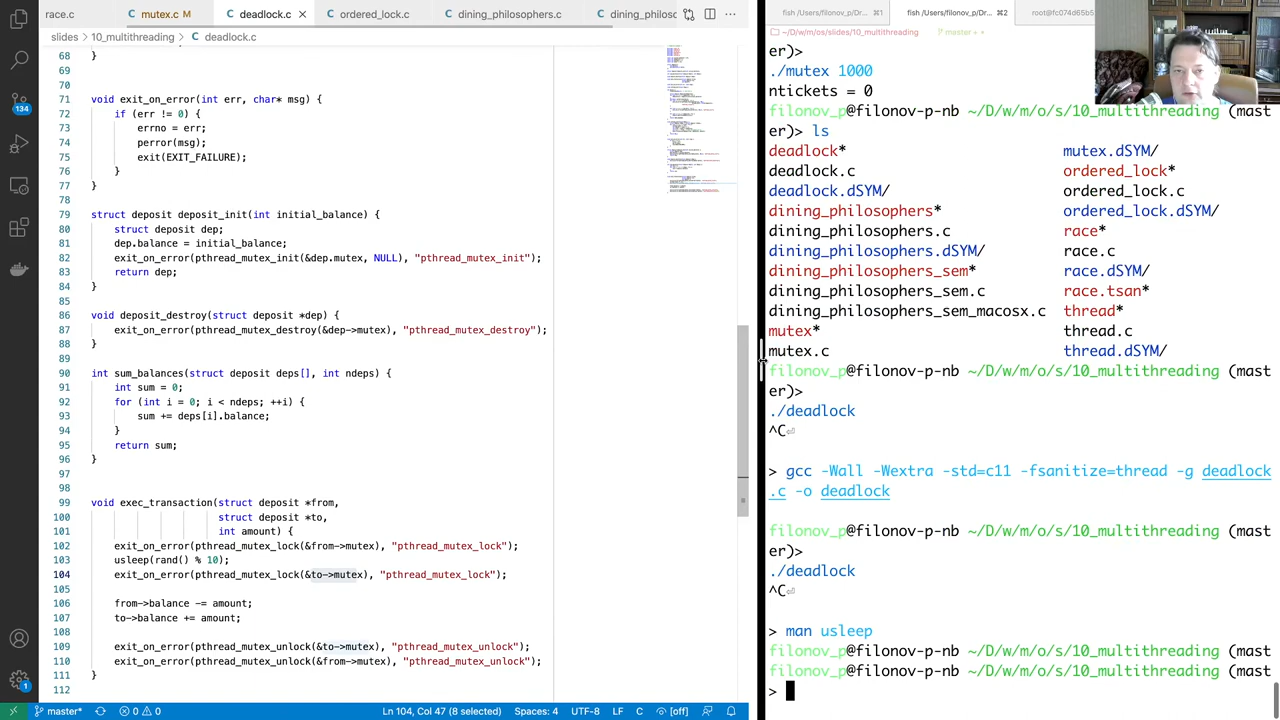 race.c
mutex.c M
deadlock.c
ordered_lock.c
dining_philosophers.c
dining_philosc
slides > 10_multithreading > deadlock.c
68 }
69
70
71 void exit_on_error(int err, char* msg) {
72 if (err != 0) {
73 errno = err;
74 perror(msg);
75 exit(EXIT_FAILURE);
76 }
77 }
78
79 struct deposit deposit_init(int initial_balance) {
80 struct deposit dep;
81 dep.balance = initial_balance;
82 exit_on_error(pthread_mutex_init(&dep.mutex, NULL), "pthread_mutex_init");
83 return dep;
84 }
85
86 void deposit_destroy(struct deposit *dep) {
87 exit_on_error(pthread_mutex_destroy(&dep->mutex), "pthread_mutex_destroy");
88 }
89
90 int sum_balances(struct deposit deps[], int ndeps) {
91 int sum = 0;
92 for (int i = 0; i < ndeps; ++i) {
93 sum += deps[i].balance;
94 }
95 return sum;
96 }
97
98
99 void exec_transaction(struct deposit *from,
100 struct deposit *to,
101 int amount) {
102 exit_on_error(pthread_mutex_lock(&from->mutex), "pthread_mutex_lock");
103 usleep(rand() % 10);
104 exit_on_error(pthread_mutex_lock(&to->mutex), "pthread_mutex_lock");
105
106 from->balance -= amount;
107 to->balance += amount;
108
109 exit_on_error(pthread_mutex_unlock(&to->mutex), "pthread_mutex_unlock");
110 exit_on_error(pthread_mutex_unlock(&from->mutex), "pthread_mutex_unlock");
111 }
112
134
1
master* 0 0
Ln 104, Col 47 (8 selected) Spaces: 4 UTF-8 LF C [off]
fish /Users/filonov_p/Dr... ⌘1
fish /Users/filonov_p/Dr... ⌘2
root@fc074d65b5
~/D/w/m/os/slides/10_multithreading master
er)>
./mutex 1000
ntickets = 0
filonov_p@filonov-p-nb ~/D/w/m/o/s/10_multithreading (mast
er)> ls
deadlock* mutex.dSYM/
deadlock.c ordered_lock*
deadlock.dSYM/ ordered_lock.c
dining_philosophers* ordered_lock.dSYM/
dining_philosophers.c race*
dining_philosophers.dSYM/ race.c
dining_philosophers_sem* race.dSYM/
dining_philosophers_sem.c race.tsan*
dining_philosophers_sem_macosx.c thread*
mutex* thread.c
mutex.c thread.dSYM/
filonov_p@filonov-p-nb ~/D/w/m/o/s/10_multithreading (mast
er)>
./deadlock
^C⏎
> gcc -Wall -Wextra -std=c11 -fsanitize=thread -g deadlock
.c -o deadlock
filonov_p@filonov-p-nb ~/D/w/m/o/s/10_multithreading (mast
er)>
./deadlock
^C⏎
> man usleep
filonov_p@filonov-p-nb ~/D/w/m/o/s/10_multithreading (mast
filonov_p@filonov-p-nb ~/D/w/m/o/s/10_multithreading (mast
>